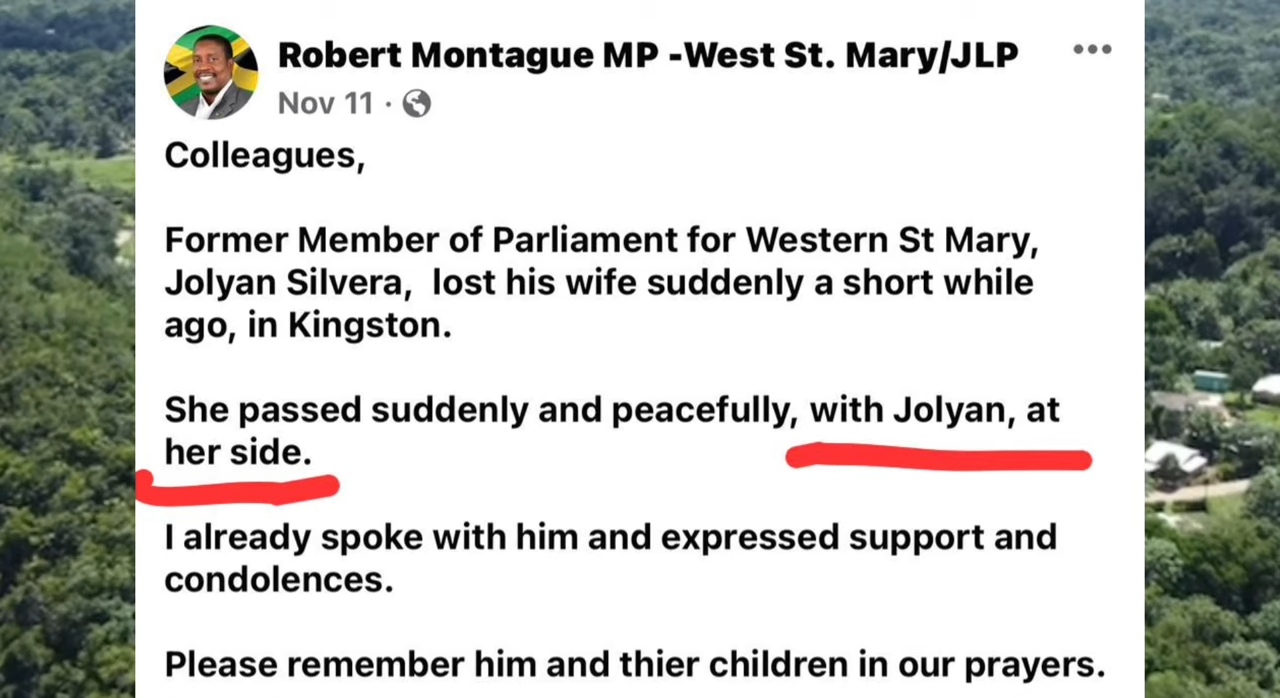 Robert Montague MP -West St. Mary/JLP
Nov 11 ·
Colleagues,
Former Member of Parliament for Western St Mary,
Jolyan Silvera,  lost his wife suddenly a short while
ago, in Kingston.
She passed suddenly and peacefully, with Jolyan, at
her side.
I already spoke with him and expressed support and
condolences.
Please remember him and thier children in our prayers.